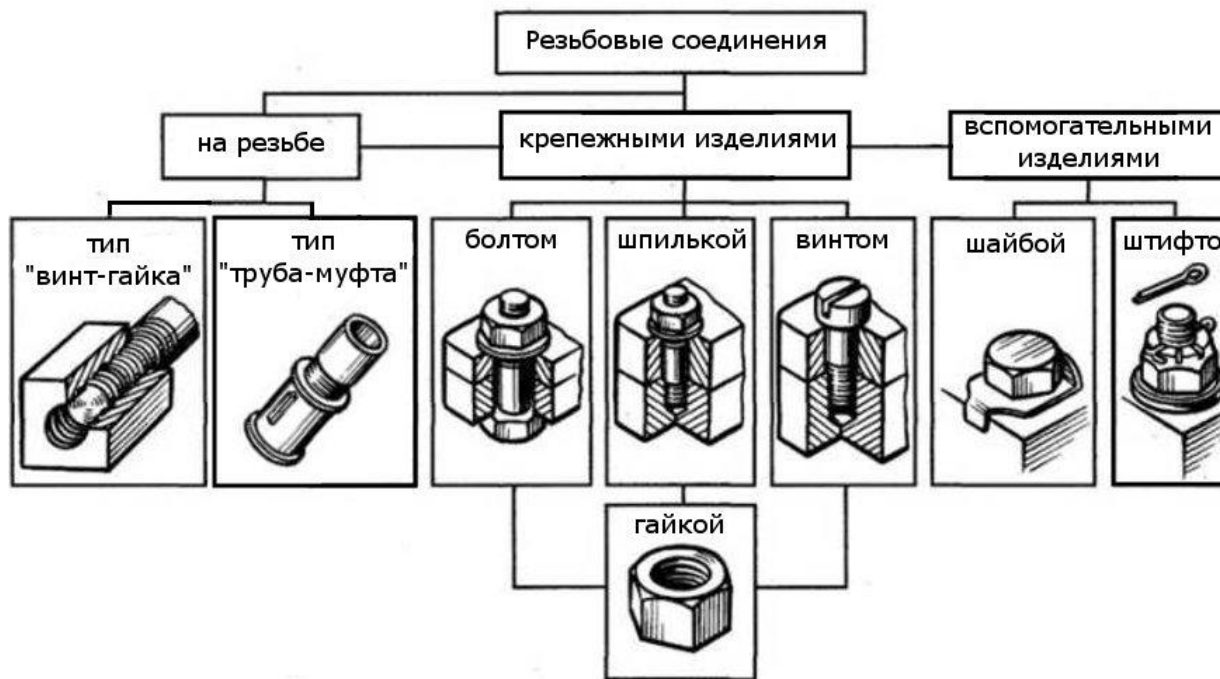 Резьбовые соединения
на резьбе
крепежными изделиями
вспомогательными
изделиями
тип
"винт-гайка"
тип
"труба-муфта"
болтом
шпилькой
винтом
шайбой
штифто
гайкой